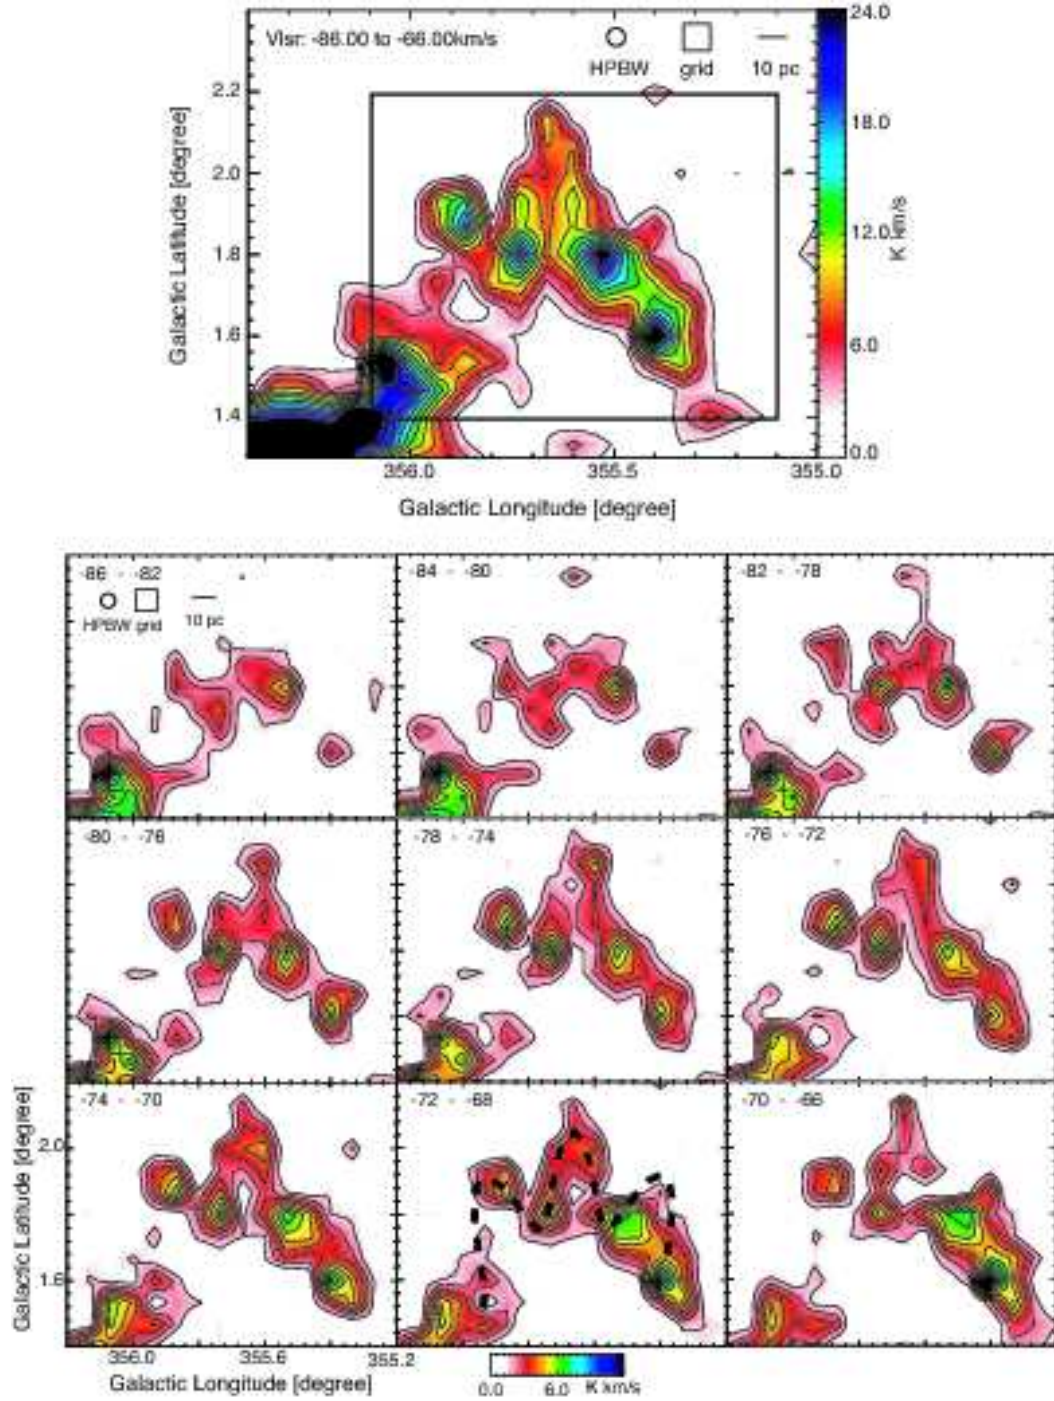 Vlsr: -86.00 to -66.00km/s
HPBW grid 10 pc
24.0
18.0
12.0
6.0
0.0
K km/s
2.2
2.0
1.8
1.6
1.4
Galactic Latitude [degree]
356.0 355.5 355.0
Galactic Longitude [degree]
-86 - -82
HPBW grid 10 pc
-84 - -80
-82 - -78
-80 - -76
-78 - -74
-76 - -72
-74 - -70
-72 - -68
-70 - -66
2.0
1.6
Galactic Latitude [degree]
356.0 355.6 355.2
Galactic Longitude [degree]
0.0 6.0 K km/s